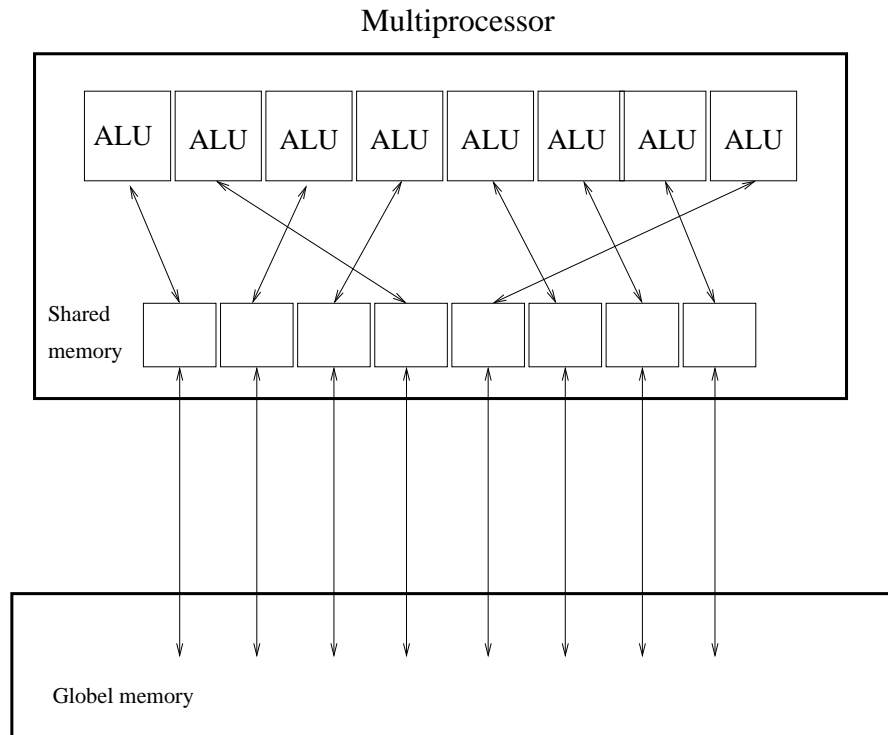 Multiprocessor
ALU ALU ALU ALU ALU ALU ALU ALU
Shared
memory
Globel memory